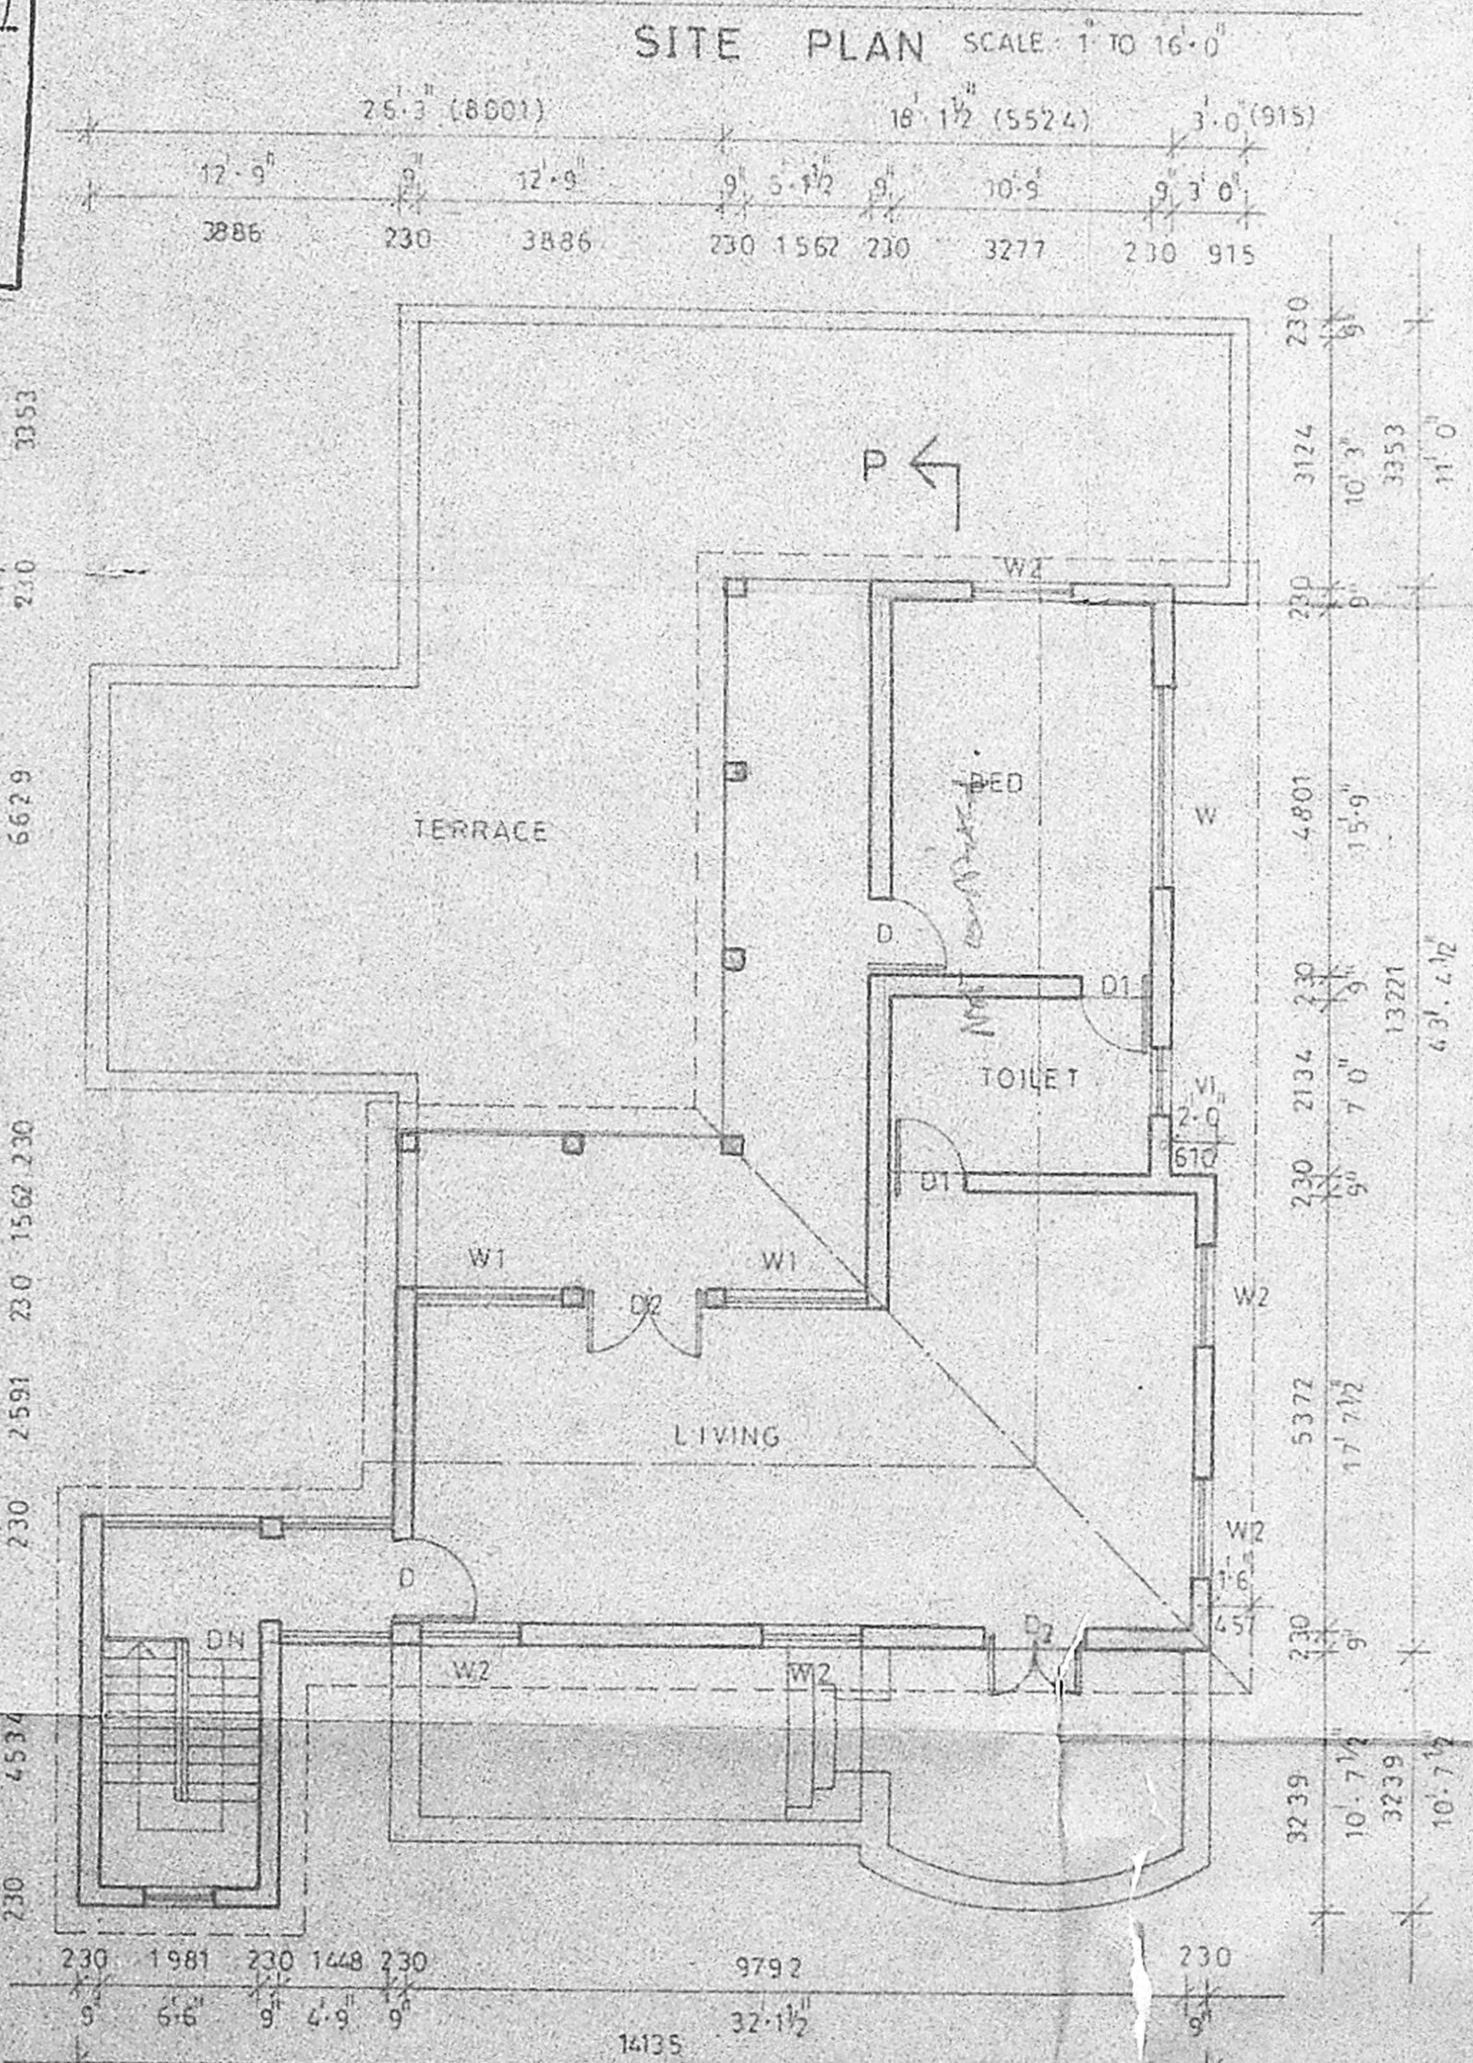 SITE PLAN SCALE: 1" TO 16'·0"
26'·3" (8001) 18'·1½" (5524) 3'·0" (915)
12'·9" 9" 12'·9" 9" 5'·1½" 9" 10'·9" 9" 3'0"
3886 230 3886 230 1562 230 3277 230 915
230 9"
3353 3124 10'3" 3353 11'0"
P
230 W2 230 9"
BED
6629 TERRACE W 4801 15'·9"
D
D1 230 9" 13221 43'·4½"
TOILET V1 2134 7'0"
2'·0"
610
230 D1 230 9"
1562
W1 W1
230 D2 W2
2591 LIVING 5372 17'7½"
230 W2
D 1'6"
457
DN D2 230 9"
W2 W2
4534 3239 10'·7½" 3239 10'·7½"
230
230 1981 230 1448 230 9792 230
9" 6'·6" 9" 4'·9" 9" 32'·1½" 9"
14135